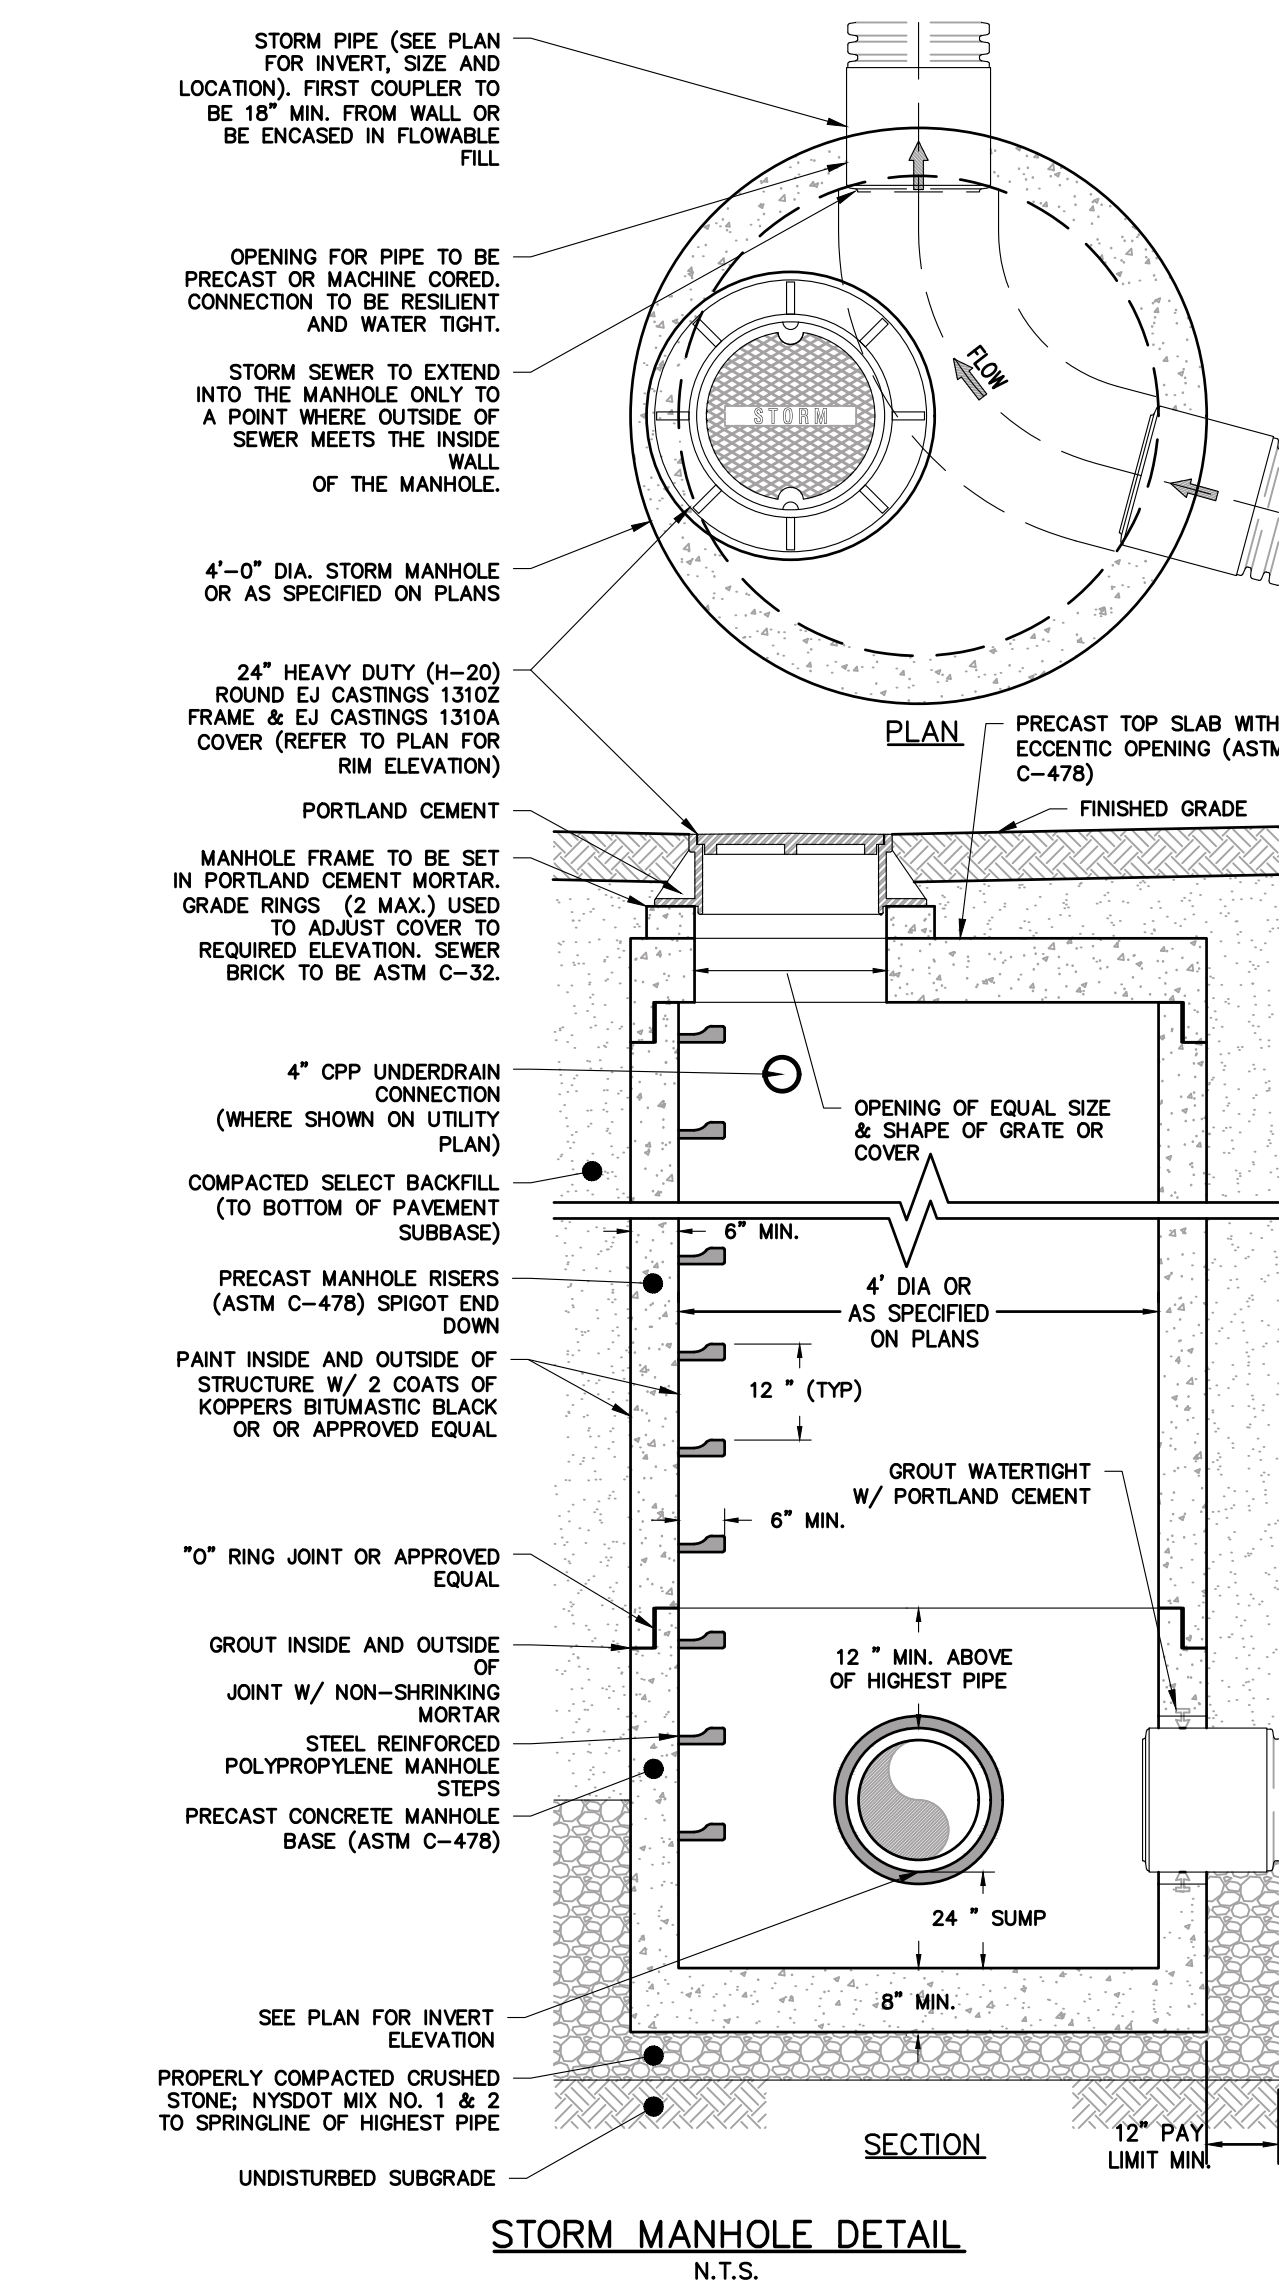 STORM PIPE (SEE PLAN
FOR INVERT, SIZE AND
LOCATION). FIRST COUPLER TO
BE 18" MIN. FROM WALL OR
BE ENCASED IN FLOWABLE
FILL
OPENING FOR PIPE TO BE
PRECAST OR MACHINE CORED.
CONNECTION TO BE RESILIENT
AND WATER TIGHT.
STORM SEWER TO EXTEND
INTO THE MANHOLE ONLY TO
A POINT WHERE OUTSIDE OF
SEWER MEETS THE INSIDE
WALL
OF THE MANHOLE.
FLOW
STORM
4'-0" DIA. STORM MANHOLE
OR AS SPECIFIED ON PLANS
24" HEAVY DUTY (H-20)
ROUND EJ CASTINGS 1310Z
FRAME & EJ CASTINGS 1310A
COVER (REFER TO PLAN FOR
RIM ELEVATION)
PLAN
PRECAST TOP SLAB WITH
ECCENTIC OPENING (ASTM
C-478)
FINISHED GRADE
PORTLAND CEMENT
MANHOLE FRAME TO BE SET
IN PORTLAND CEMENT MORTAR.
GRADE RINGS (2 MAX.) USED
TO ADJUST COVER TO
REQUIRED ELEVATION. SEWER
BRICK TO BE ASTM C-32.
4" CPP UNDERDRAIN
CONNECTION
(WHERE SHOWN ON UTILITY
PLAN)
OPENING OF EQUAL SIZE
& SHAPE OF GRATE OR
COVER
COMPACTED SELECT BACKFILL
(TO BOTTOM OF PAVEMENT
SUBBASE)
6" MIN.
PRECAST MANHOLE RISERS
(ASTM C-478) SPIGOT END
DOWN
4' DIA OR
AS SPECIFIED
ON PLANS
PAINT INSIDE AND OUTSIDE OF
STRUCTURE W/ 2 COATS OF
KOPPERS BITUMASTIC BLACK
OR OR APPROVED EQUAL
12 " (TYP)
GROUT WATERTIGHT
W/ PORTLAND CEMENT
6" MIN.
"O" RING JOINT OR APPROVED
EQUAL
GROUT INSIDE AND OUTSIDE
OF
JOINT W/ NON-SHRINKING
MORTAR
12 " MIN. ABOVE
OF HIGHEST PIPE
STEEL REINFORCED
POLYPROPYLENE MANHOLE
STEPS
PRECAST CONCRETE MANHOLE
BASE (ASTM C-478)
24 " SUMP
8" MIN.
SEE PLAN FOR INVERT
ELEVATION
PROPERLY COMPACTED CRUSHED
STONE; NYSDOT MIX NO. 1 & 2
TO SPRINGLINE OF HIGHEST PIPE
UNDISTURBED SUBGRADE
SECTION
12" PAY
LIMIT MIN.
STORM MANHOLE DETAIL
N.T.S.